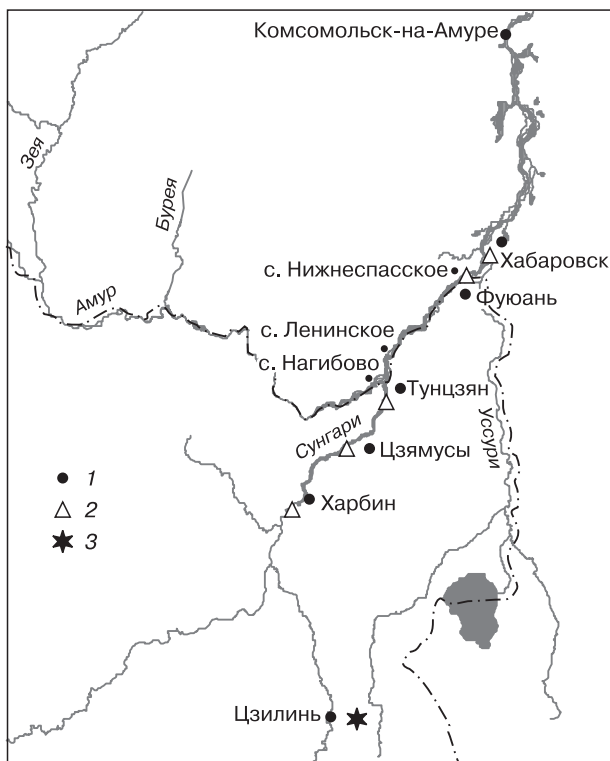 Комсомольск-на-Амуре
Зея
Бурея
Хабаровск
с. Нижнеспасское
Фуюань
Амур
с. Ленинское
с. Нагибово
Тунцзян
Уссури
Сунгари
Цзямусы
1
Харбин
2
3
Цзилинь